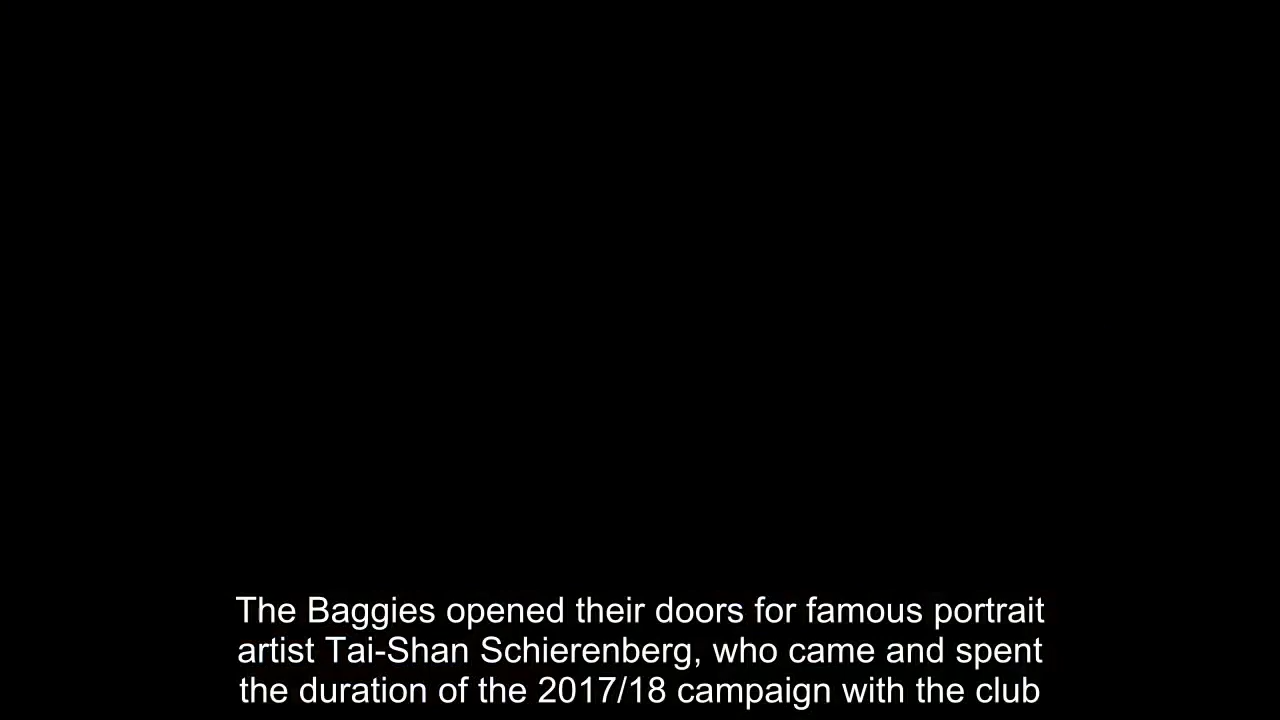 The Baggies opened their doors for famous portrait
artist Tai-Shan Schierenberg, who came and spent
the duration of the 2017/18 campaign with the club